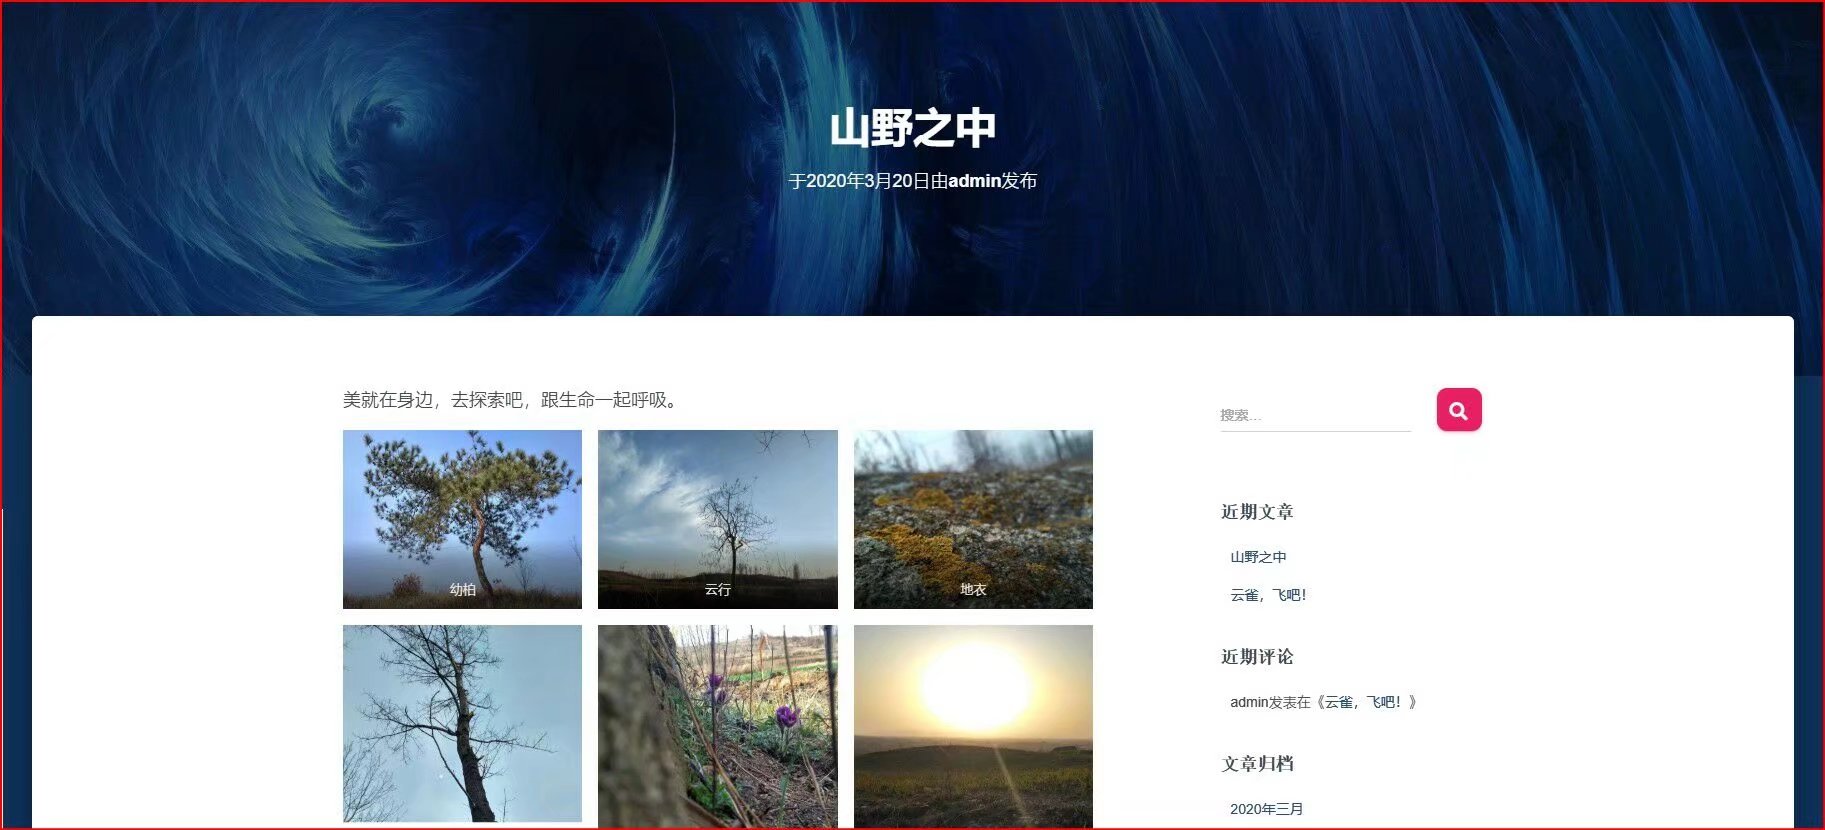 山野之中
于2020年3月20日由admin发布
美就在身边，去探索吧，跟生命一起呼吸。
幼柏
云行
地衣
搜索…
近期文章
山野之中
云雀，飞吧！
近期评论
admin发表在《云雀，飞吧！》
文章归档
2020年三月